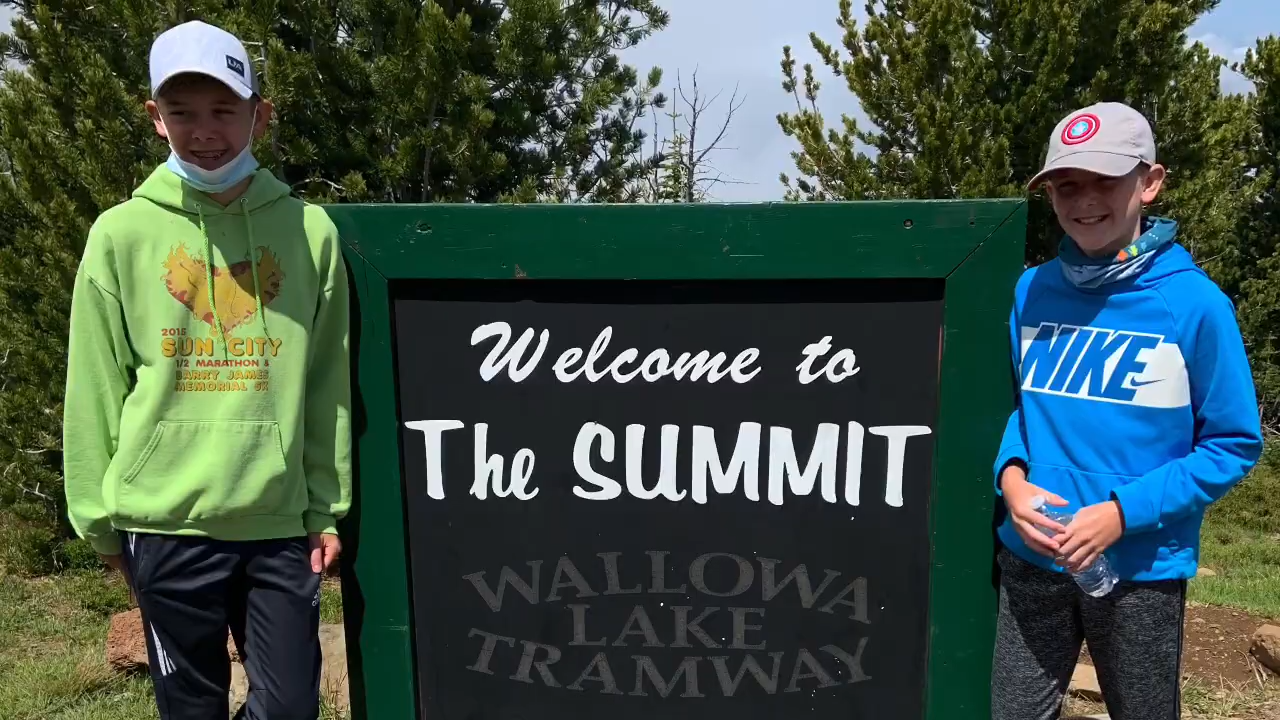 2015
SUN CITY
1/2 MARATHON &
BARRY JAMES
MEMORIAL 5K
NIKE
Welcome to
The SUMMIT
WALLOWA
LAKE
TRAMWAY